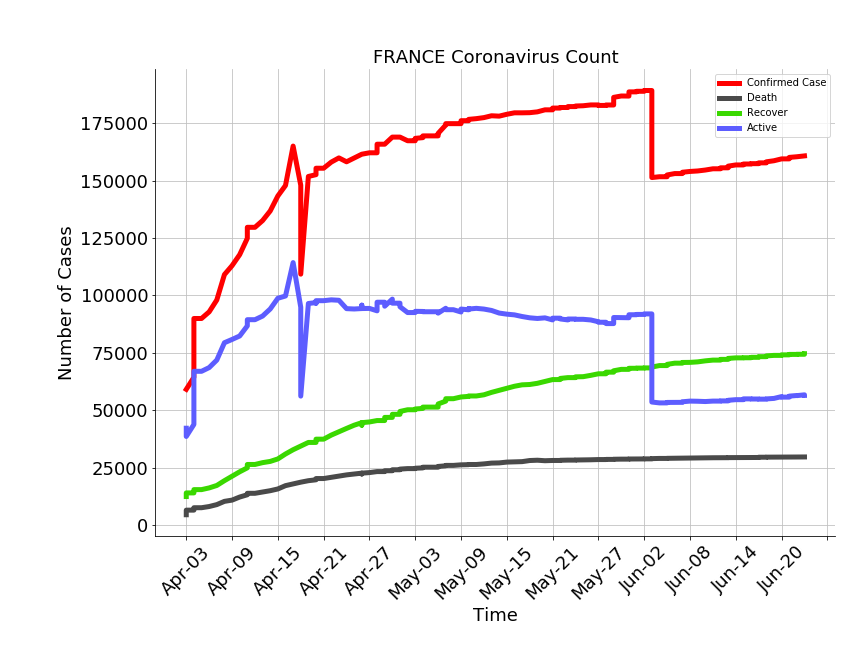 FRANCE Coronavirus Count
Confirmed Case
Death
Recover
Active
Number of Cases
175000
150000
125000
100000
75000
50000
25000
0
Apr-03
Apr-09
Apr-15
Apr-21
Apr-27
May-03
May-09
May-15
May-21
May-27
Jun-02
Jun-08
Jun-14
Jun-20
Time